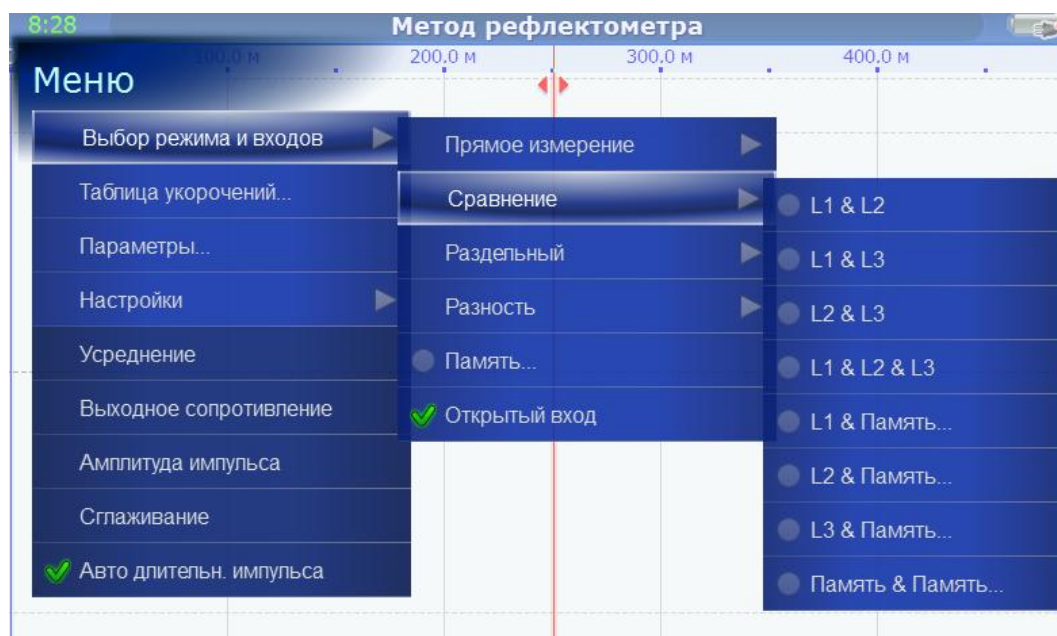 8:28
Метод рефлектометра
100,0 м
200,0 м
300,0 м
400,0 м
Меню
Выбор режима и входов
Таблица укорочений...
Параметры...
Настройки
Усреднение
Выходное сопротивление
Амплитуда импульса
Сглаживание
Авто длительн. импульса
Прямое измерение
Сравнение
Раздельный
Разность
Память...
Открытый вход
L1 & L2
L1 & L3
L2 & L3
L1 & L2 & L3
L1 & Память...
L2 & Память...
L3 & Память...
Память & Память...